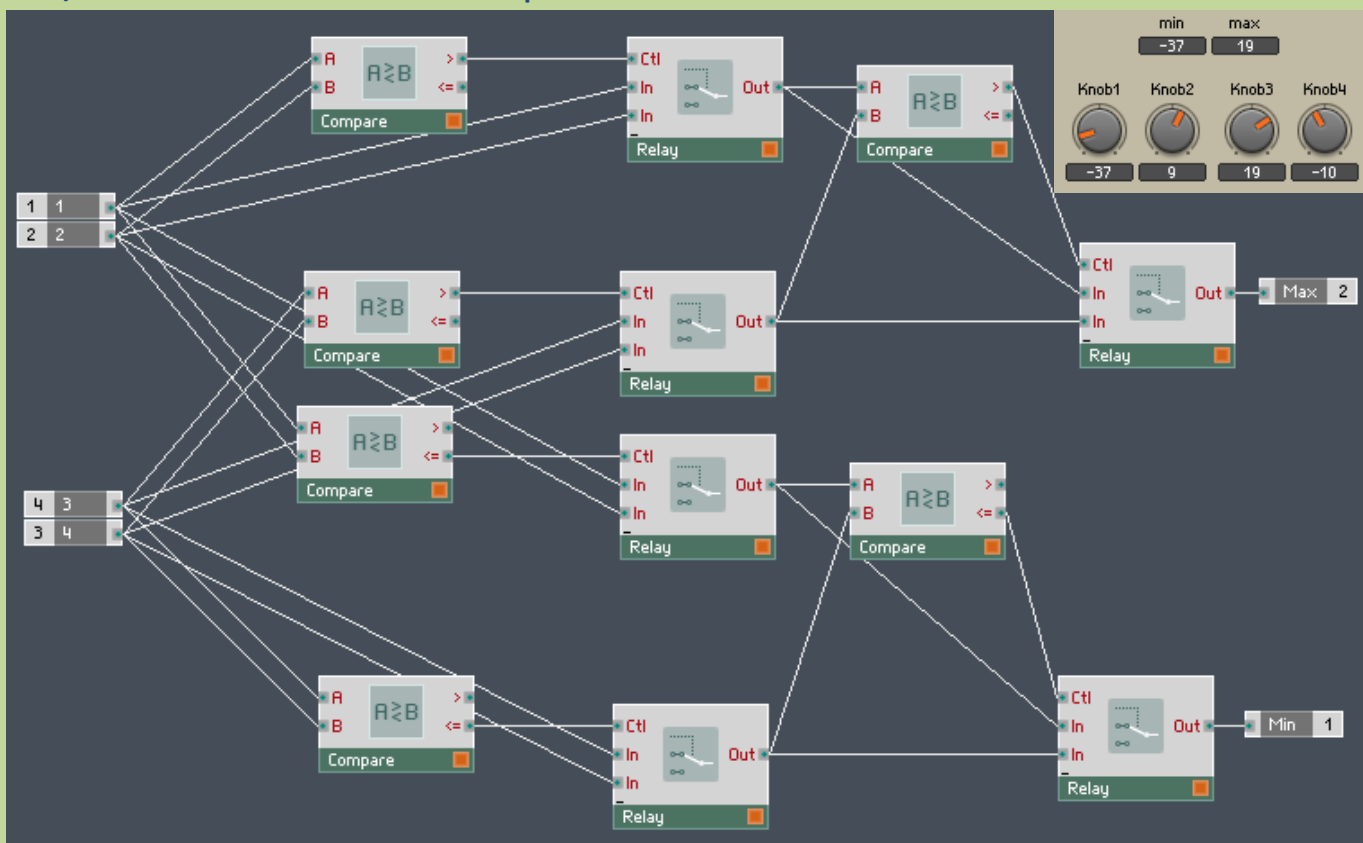 min max
-37 19
Knob1 Knob2 Knob3 Knob4
-37 9 19 -10
A >
B <=
Compare
Ctl
In Out
In
Relay
A >
B <=
Compare
1 1
2 2
Ctl
In Out
In
Relay
Max 2
A >
B <=
Compare
Ctl
In Out
In
Relay
A >
B <=
Compare
Ctl
In Out
In
Relay
A >
B <=
Compare
4 3
3 4
A >
B <=
Compare
Ctl
In Out
In
Relay
Ctl
In Out
In
Relay
Min 1